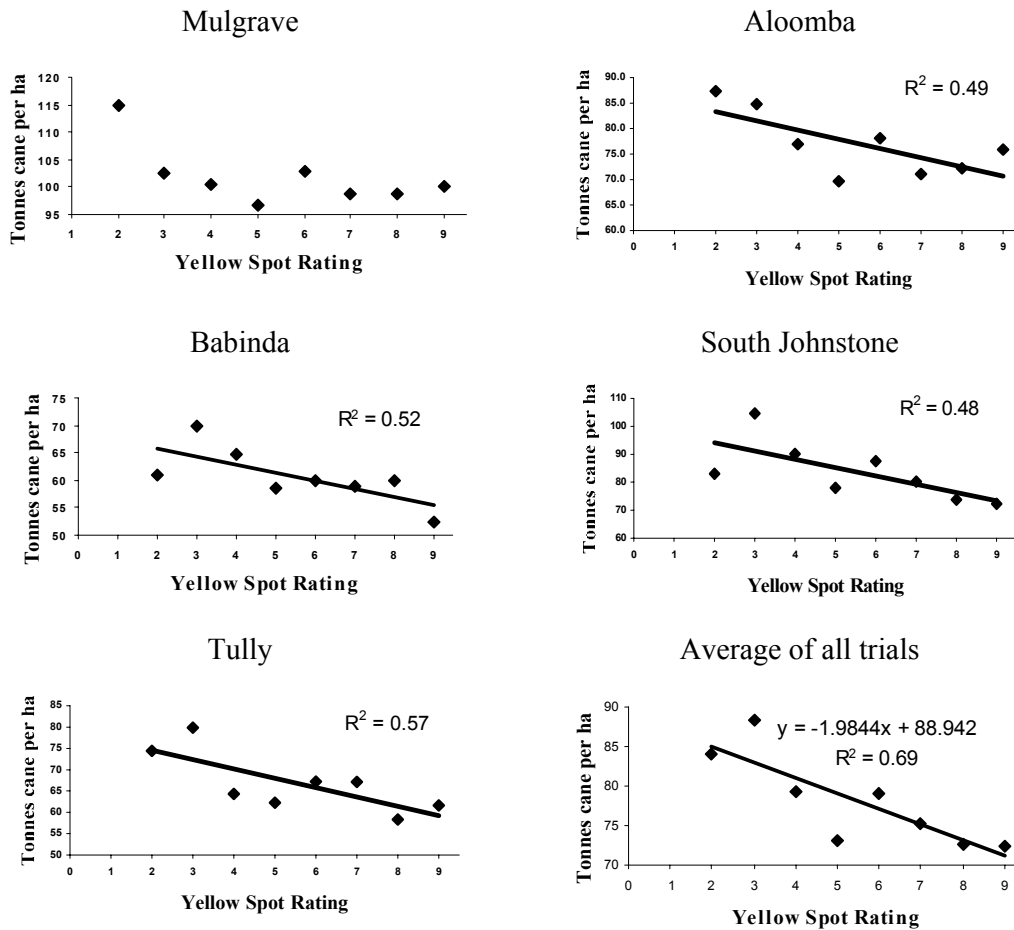 Mulgrave
Tonnes cane per ha
120
115
110
105
100
95
1 2 3 4 5 6 7 8 9
Yellow Spot Rating
Aloomba
Tonnes cane per ha
90.0
85.0
80.0
75.0
70.0
65.0
60.0
R² = 0.49
0 1 2 3 4 5 6 7 8 9
Yellow Spot Rating
Babinda
Tonnes cane per ha
75
70
65
60
55
50
R² = 0.52
0 1 2 3 4 5 6 7 8 9
Yellow Spot Rating
South Johnstone
Tonnes cane per ha
110
100
90
80
70
60
R² = 0.48
0 1 2 3 4 5 6 7 8 9
Yellow Spot Rating
Tully
Tonnes cane per ha
85
80
75
70
65
60
55
50
R² = 0.57
0 1 2 3 4 5 6 7 8 9
Yellow Spot Rating
Average of all trials
Tonnes cane per ha
90
85
80
75
70
y = -1.9844x + 88.942
R² = 0.69
0 1 2 3 4 5 6 7 8 9
Yellow Spot Rating